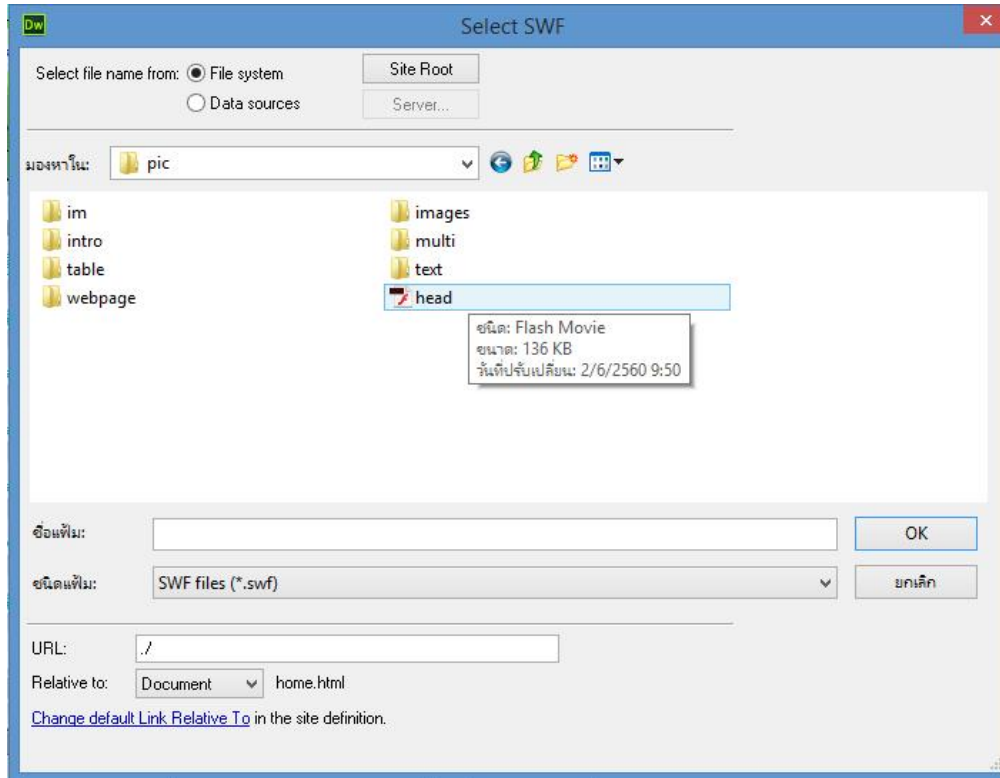 Dw
Select SWF
Select file name from: File system
Site Root
Data sources
Server...
มองหาใน: pic
im
images
intro
multi
table
text
webpage
head
ชนิด: Flash Movie
ขนาด: 136 KB
วันที่ปรับเปลี่ยน: 2/6/2560 9:50
ชื่อแฟ้ม:
OK
ชนิดแฟ้ม: SWF files (*.swf)
ยกเลิก
URL: ./
Relative to: Document home.html
Change default Link Relative To in the site definition.